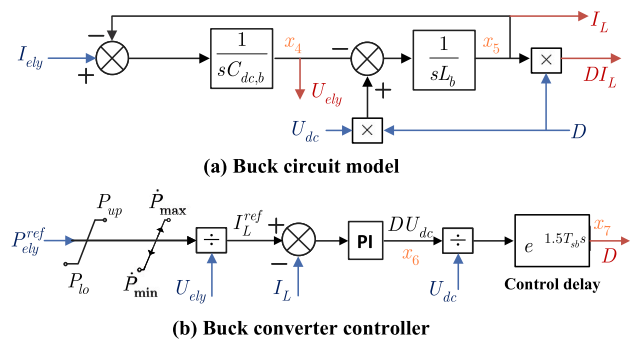 I_L
−
I_ely
+
1
sC_dc,b
x_4
−
U_ely
+
1
sL_b
x_5
×
DI_L
U_dc
×
D
(a) Buck circuit model
P_ely^ref
P_up
P_lo
Ṗ_max
Ṗ_min
÷
U_ely
I_L^ref
+
−
I_L
PI
DU_dc
x_6
÷
U_dc
e^1.5T_sb s
x_7
D
Control delay
(b) Buck converter controller